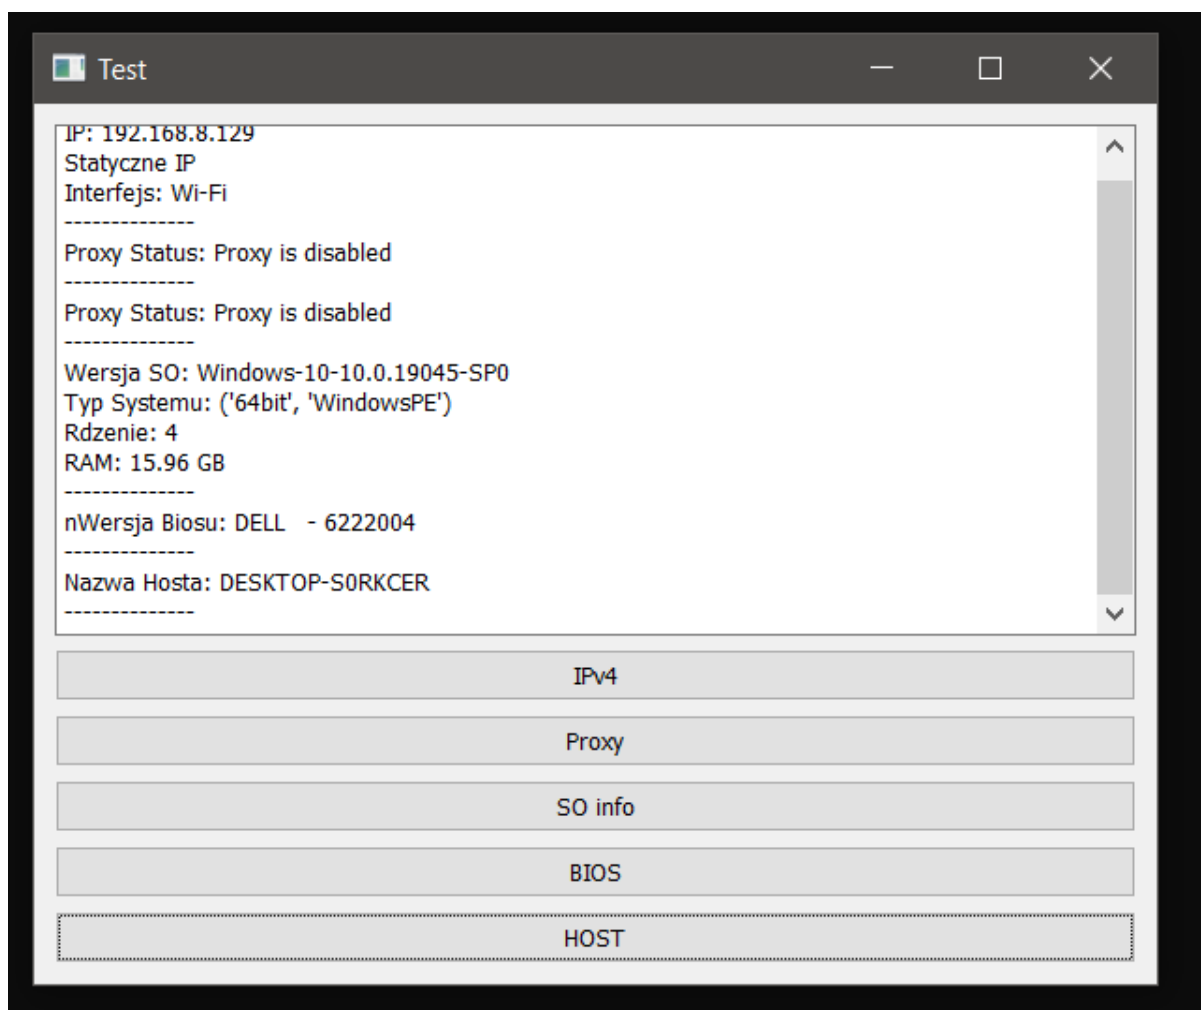 Test
IP: 192.168.8.129
Statyczne IP
Interfejs: Wi-Fi
--------------
Proxy Status: Proxy is disabled
--------------
Proxy Status: Proxy is disabled
--------------
Wersja SO: Windows-10-10.0.19045-SP0
Typ Systemu: ('64bit', 'WindowsPE')
Rdzenie: 4
RAM: 15.96 GB
--------------
nWersja Biosu: DELL   - 6222004
--------------
Nazwa Hosta: DESKTOP-S0RKCER
--------------
IPv4
Proxy
SO info
BIOS
HOST